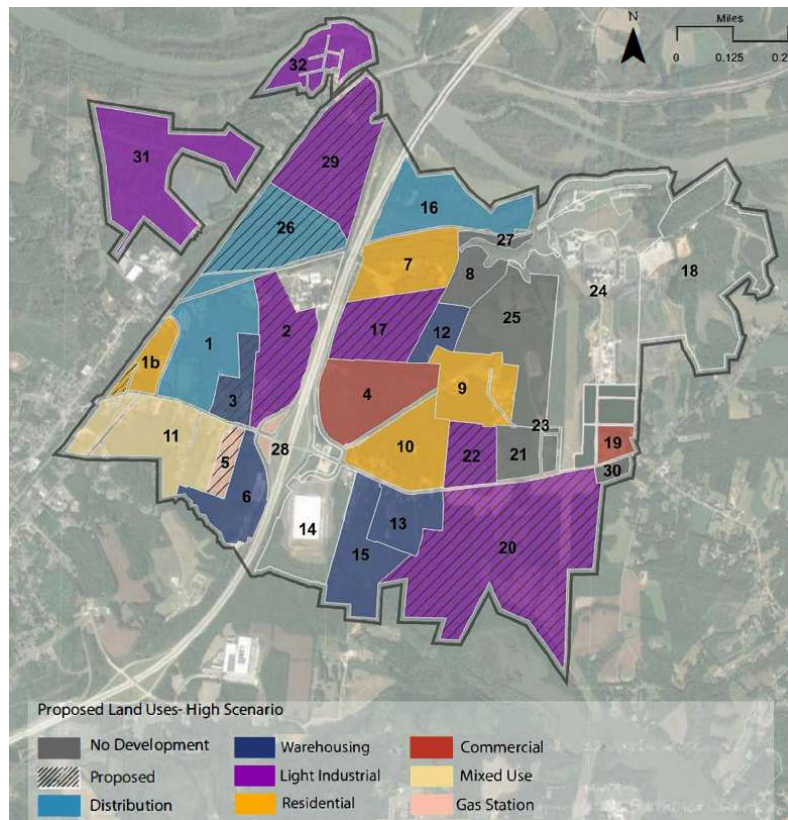 N
Miles
0 0.125 0.2
32
31
29
16
26
27
18
7
8
24
25
2
17
12
1
1b
4
9
3
11
28
23
19
10
5
22
21
30
6
14
13
15
20
Proposed Land Uses- High Scenario
No Development
Warehousing
Commercial
Proposed
Light Industrial
Mixed Use
Distribution
Residential
Gas Station